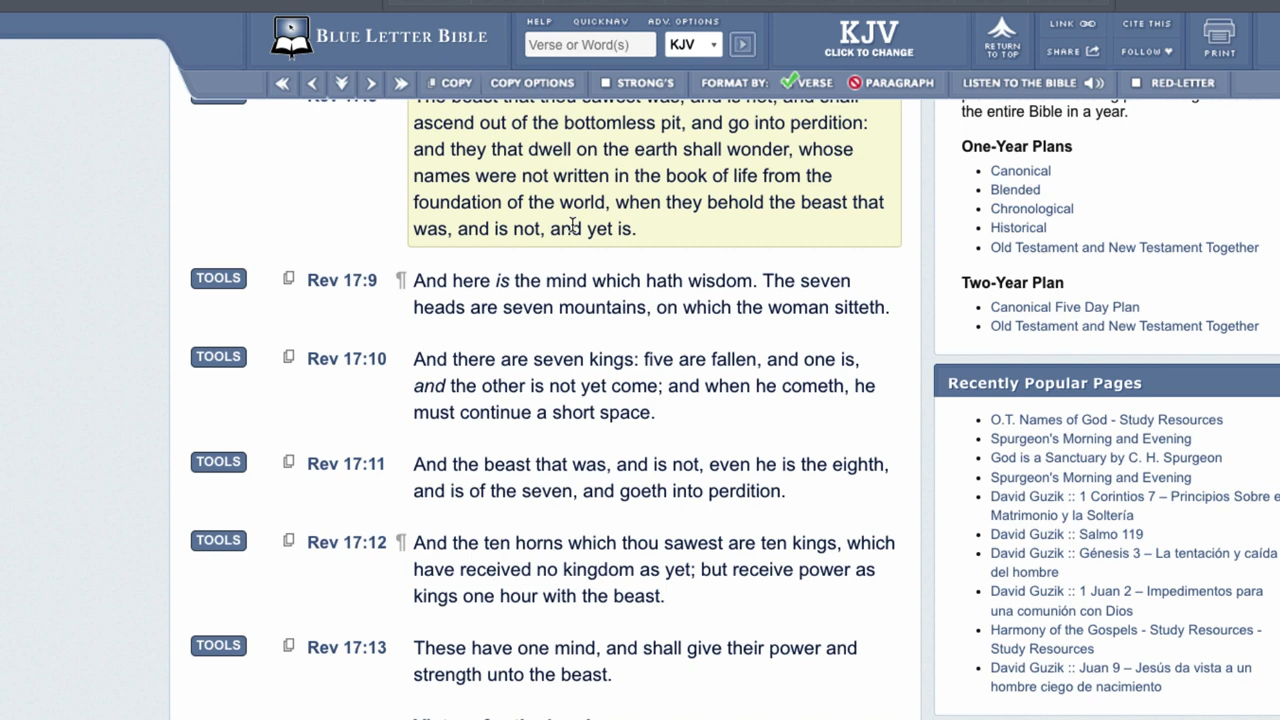 HELP QUICKNAV ADV. OPTIONS
BLUE LETTER BIBLE
Verse or Word(s) KJV
KJV
CLICK TO CHANGE
RETURN
TO TOP
LINK CITE THIS
SHARE FOLLOW
PRINT
COPY COPY OPTIONS STRONG'S FORMAT BY: VERSE PARAGRAPH LISTEN TO THE BIBLE RED-LETTER
The beast that thou sawest was, and is not; and shall
ascend out of the bottomless pit, and go into perdition:
and they that dwell on the earth shall wonder, whose
names were not written in the book of life from the
foundation of the world, when they behold the beast that
was, and is not, and yet is.
TOOLS Rev 17:9 ¶ And here is the mind which hath wisdom. The seven
heads are seven mountains, on which the woman sitteth.
TOOLS Rev 17:10 And there are seven kings: five are fallen, and one is,
and the other is not yet come; and when he cometh, he
must continue a short space.
TOOLS Rev 17:11 And the beast that was, and is not, even he is the eighth,
and is of the seven, and goeth into perdition.
TOOLS Rev 17:12 ¶ And the ten horns which thou sawest are ten kings, which
have received no kingdom as yet; but receive power as
kings one hour with the beast.
TOOLS Rev 17:13 These have one mind, and shall give their power and
strength unto the beast.
the entire Bible in a year.
One-Year Plans
Canonical
Blended
Chronological
Historical
Old Testament and New Testament Together
Two-Year Plan
Canonical Five Day Plan
Old Testament and New Testament Together
Recently Popular Pages
O.T. Names of God - Study Resources
Spurgeon's Morning and Evening
God is a Sanctuary by C. H. Spurgeon
Spurgeon's Morning and Evening
David Guzik :: 1 Corintios 7 – Principios Sobre e
Matrimonio y la Soltería
David Guzik :: Salmo 119
David Guzik :: Génesis 3 – La tentación y caída
del hombre
David Guzik :: 1 Juan 2 – Impedimentos para
una comunión con Dios
Harmony of the Gospels - Study Resources -
Study Resources
David Guzik :: Juan 9 – Jesús da vista a un
hombre ciego de nacimiento